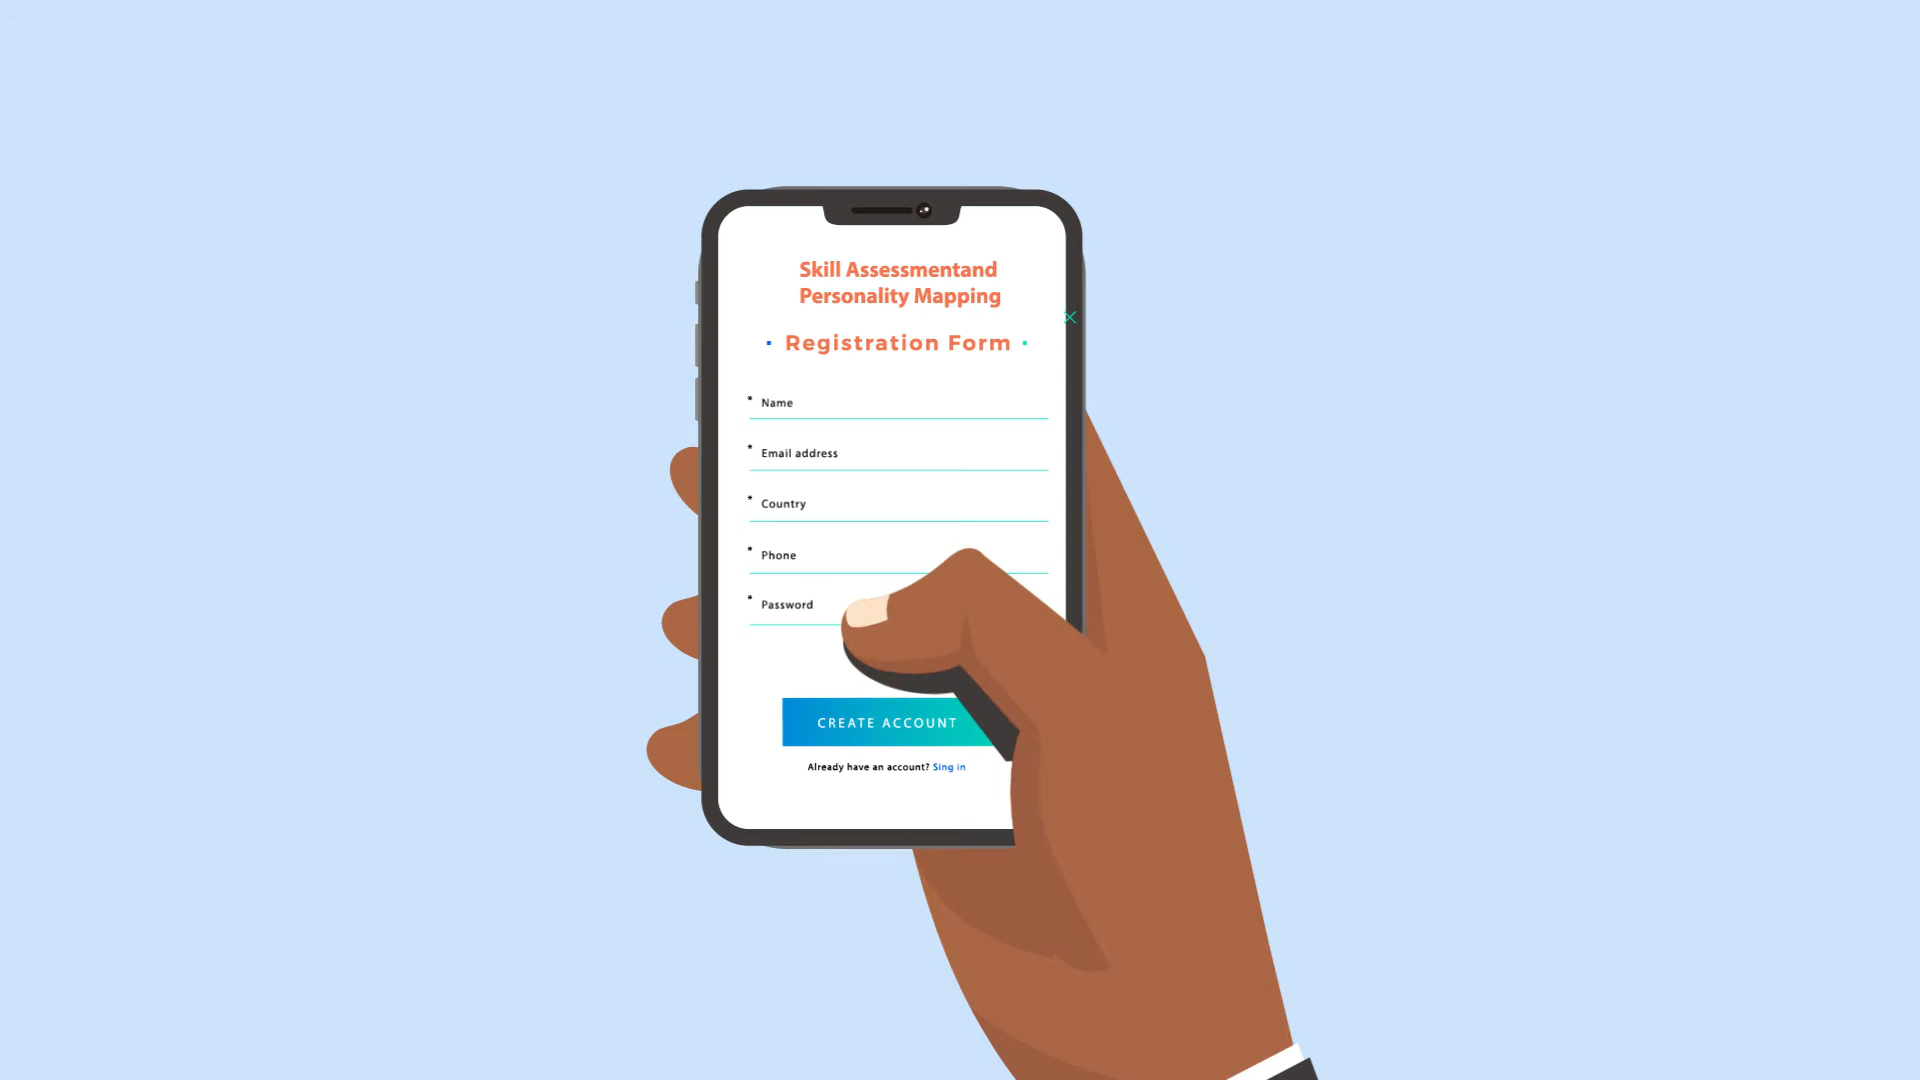 Skill Assessmentand
Personality Mapping
Registration Form
* Name
* Email address
* Country
* Phone
* Password
CREATE ACCOUNT
Already have an account? Sing in